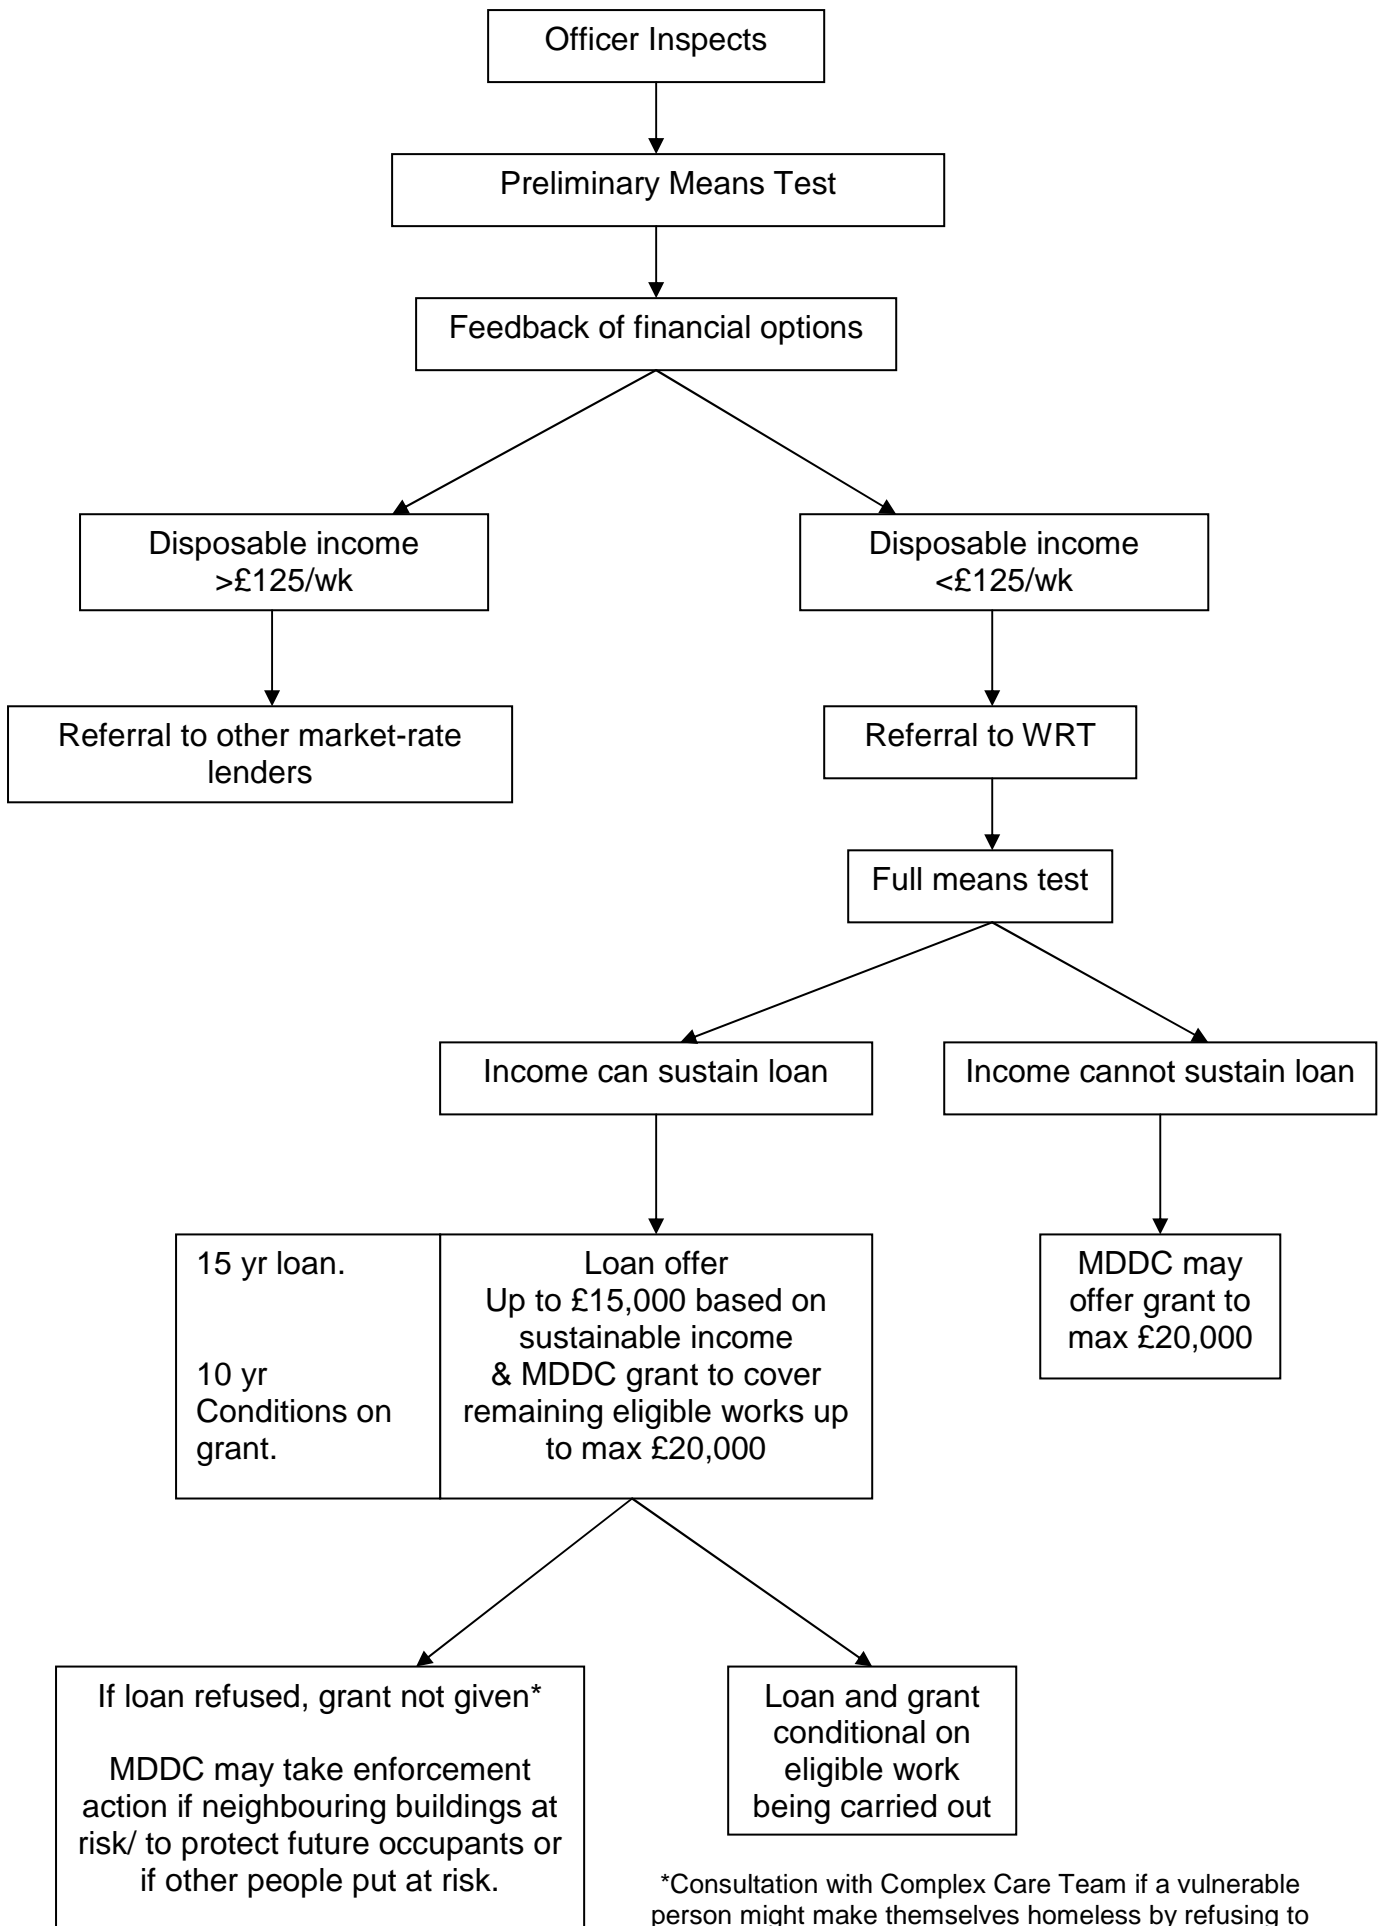 Officer Inspects
Preliminary Means Test
Feedback of financial options
Disposable income
>£125/wk
Disposable income
<£125/wk
Referral to other market-rate
lenders
Referral to WRT
Full means test
Income can sustain loan
Income cannot sustain loan
15 yr loan.
10 yr
Conditions on
grant.
Loan offer
Up to £15,000 based on
sustainable income
& MDDC grant to cover
remaining eligible works up
to max £20,000
MDDC may
offer grant to
max £20,000
If loan refused, grant not given*
MDDC may take enforcement
action if neighbouring buildings at
risk/ to protect future occupants or
if other people put at risk.
Loan and grant
conditional on
eligible work
being carried out
*Consultation with Complex Care Team if a vulnerable
person might make themselves homeless by refusing to